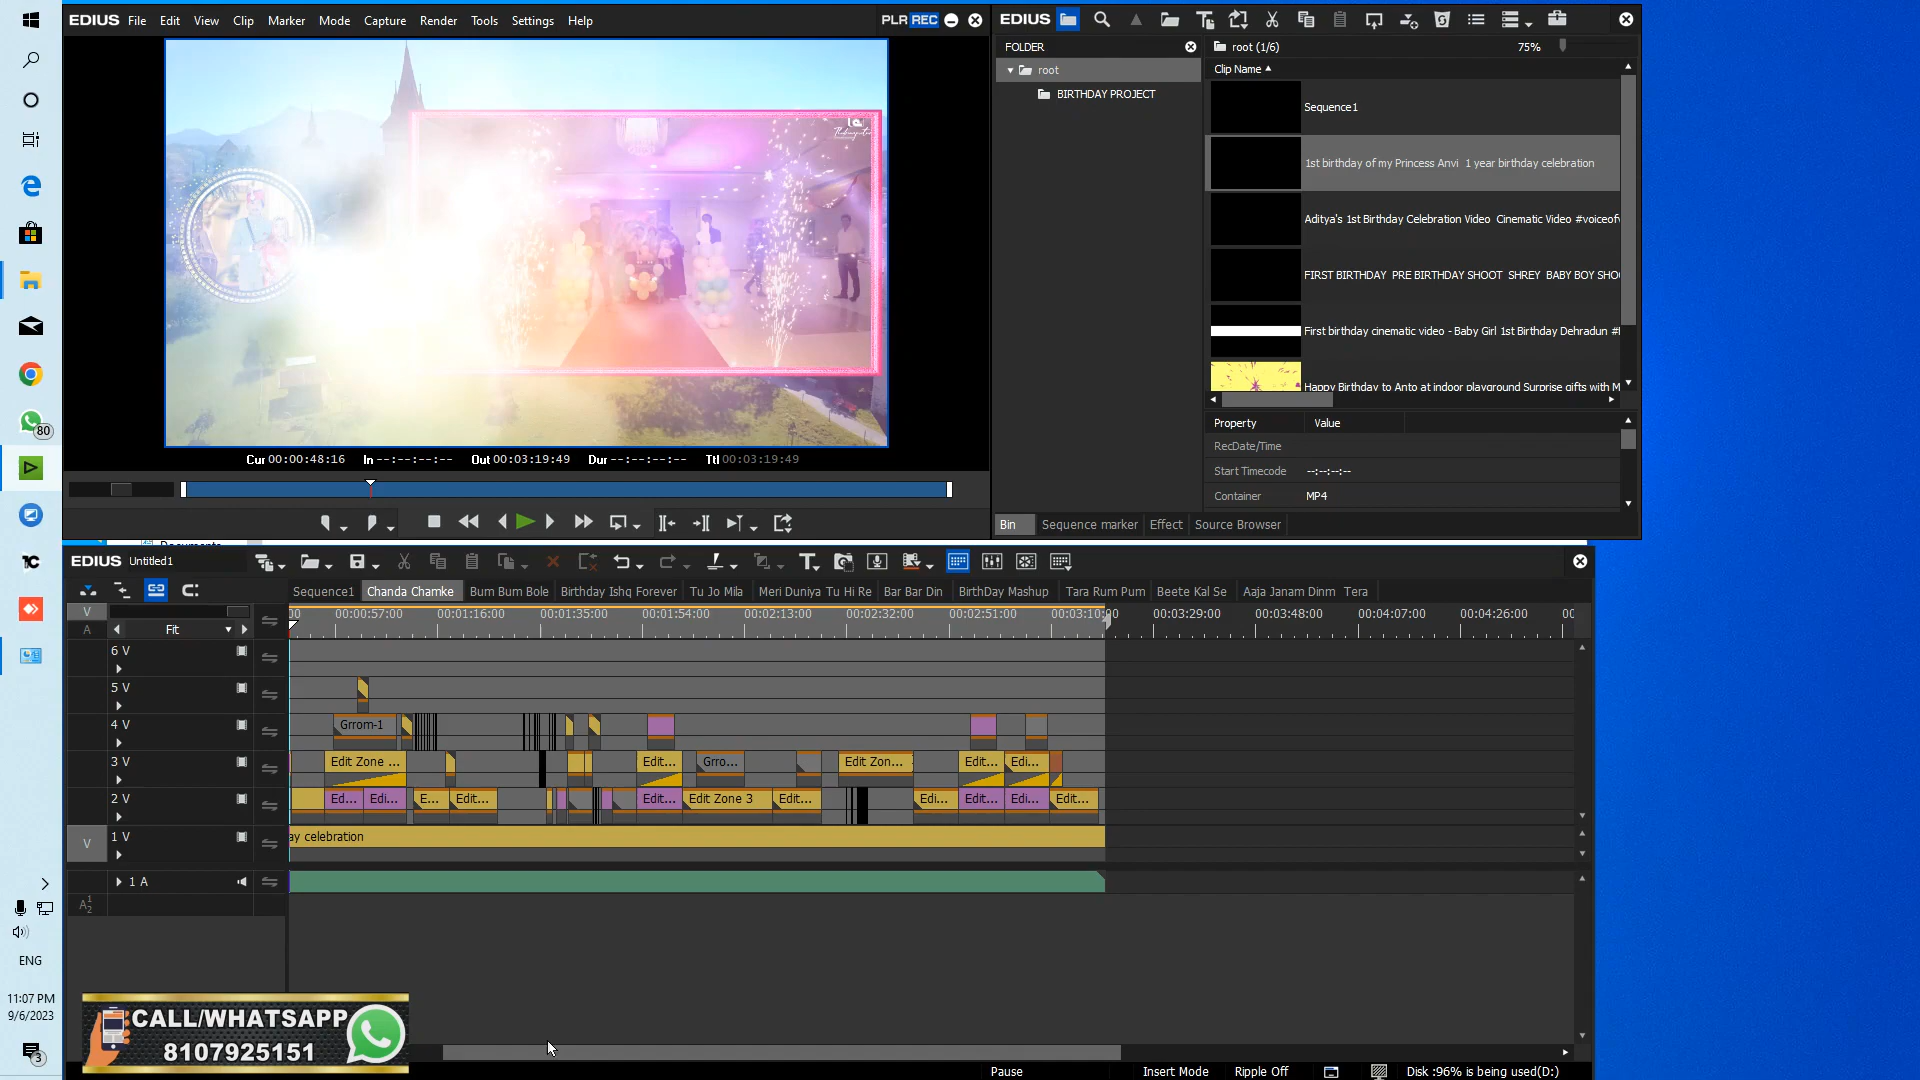 EDIUS File Edit View Clip Marker Mode Capture Render Tools Settings Help PLR REC
Cur 00:00:48:16 In --:--:--:-- Out 00:03:19:49 Dur --:--:--:-- Ttl 00:03:19:49
EDIUS
FOLDER
root
BIRTHDAY PROJECT
root (1/6) 75%
Clip Name
Sequence1
1st birthday of my Princess Anvi 1 year birthday celebration
Aditya's 1st Birthday Celebration Video Cinematic Video #voiceofv
FIRST BIRTHDAY PRE BIRTHDAY SHOOT SHREY BABY BOY SHO
First birthday cinematic video - Baby Girl 1st Birthday Dehradun
Happy Birthday to Anto at indoor playground Surprise gifts with M
Property Value
RecDate/Time
Start Timecode --:--:--:--
Container MP4
Bin Sequence marker Effect Source Browser
EDIUS Untitled1
Sequence1 Chanda Chamke Bum Bum Bole Birthday Ishq Forever Tu Jo Mila Meri Duniya Tu Hi Re Bar Bar Din BirthDay Mashup Tara Rum Pum Beete Kal Se Aaja Janam Dinm Tera
V
A
Fit
00 00:00:57:00 00:01:16:00 00:01:35:00 00:01:54:00 00:02:13:00 00:02:32:00 00:02:51:00 00:03:10:00 00:03:29:00 00:03:48:00 00:04:07:00 00:04:26:00 00
6 V
5 V
4 V Grrom-1
3 V Edit Zone ... Edit... Grro... Edit Zon... Edit... Edi...
2 V Ed... Edi... E... Edit... Edit... Edit Zone 3 Edit... Edi... Edit... Edi... Edit...
V 1 V ay celebration
1 A
A 1 2
80
ENG
11:07 PM
9/6/2023
3
CALL/WHATSAPP
8107925151
Pause Insert Mode Ripple Off Disk :96% is being used(D:)